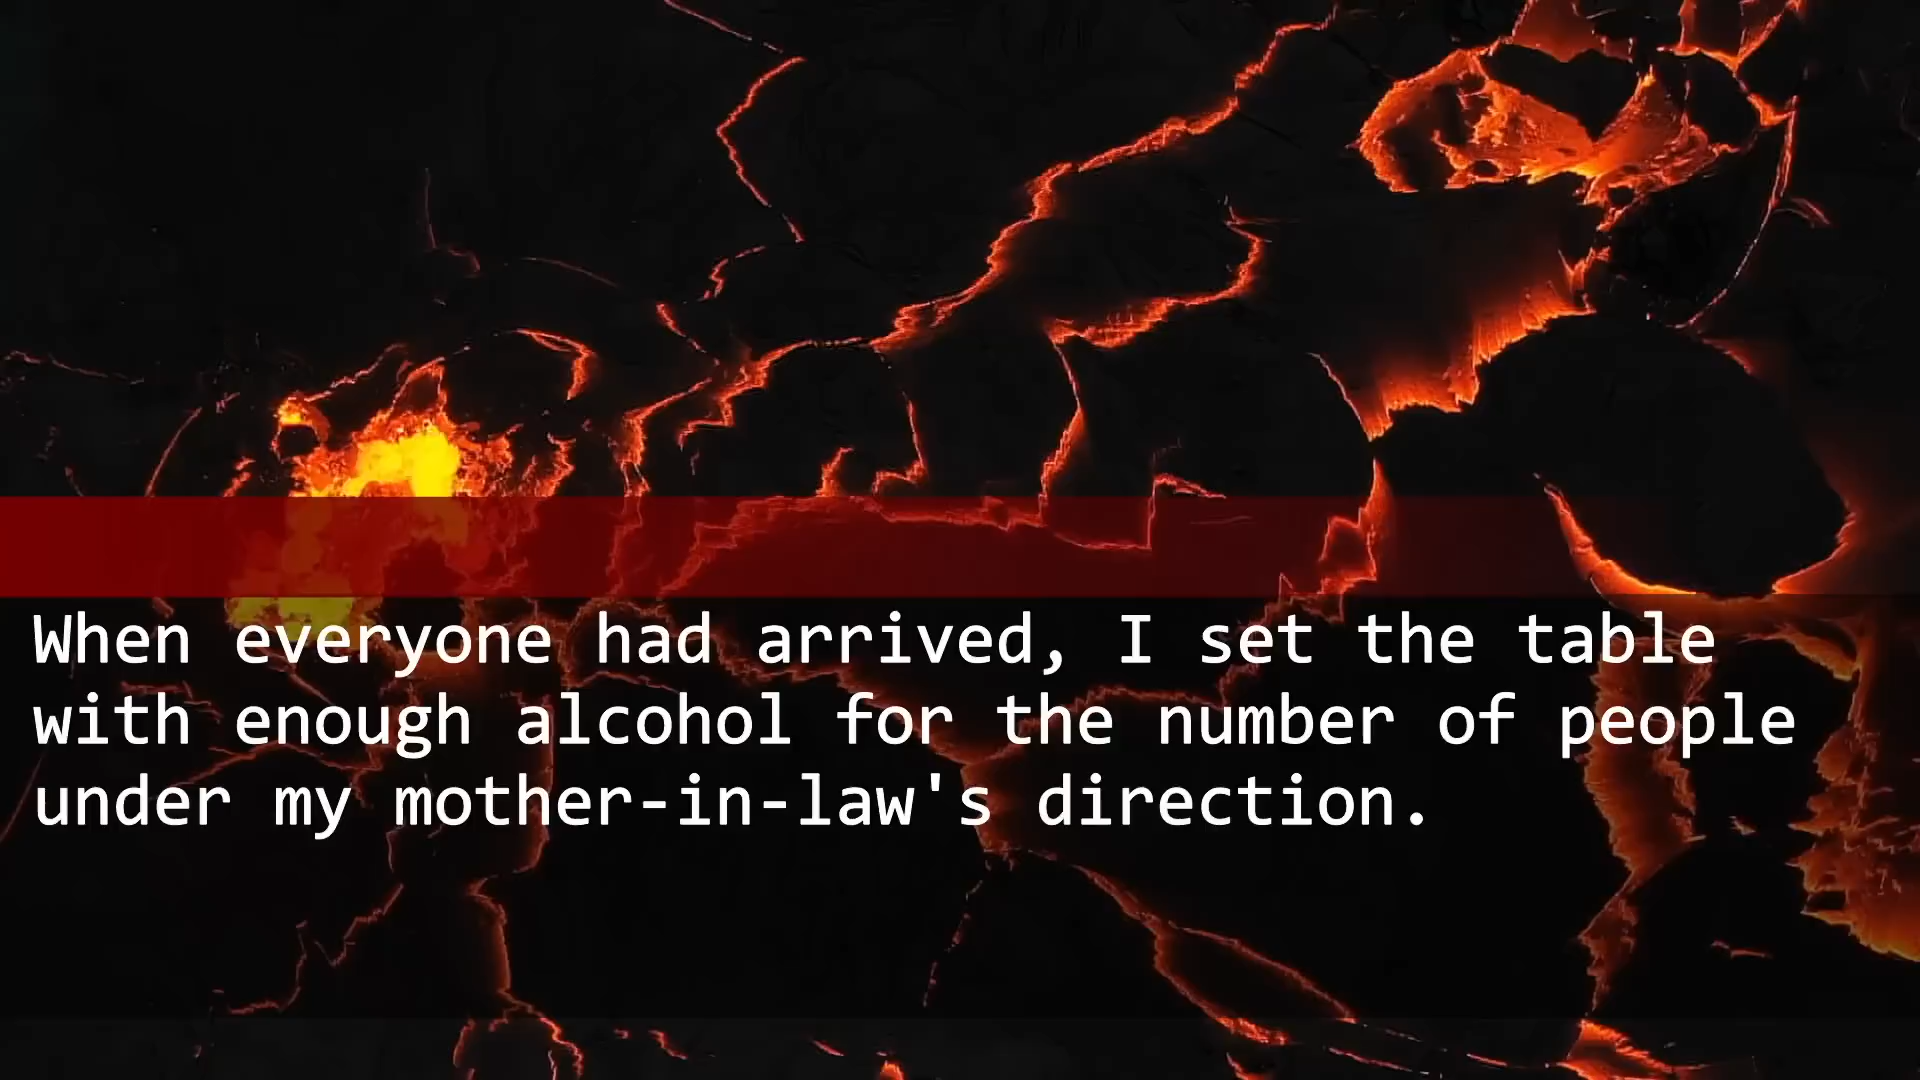 When everyone had arrived, I set the table
with enough alcohol for the number of people
under my mother-in-law's direction.